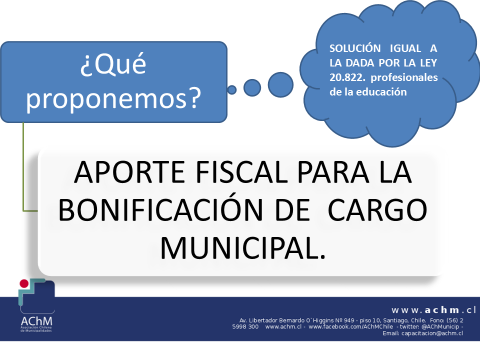 ¿Qué
proponemos?
SOLUCIÓN IGUAL A
LA DADA POR LA LEY
20.822. profesionales
de la educación
APORTE FISCAL PARA LA
BONIFICACIÓN DE CARGO
MUNICIPAL.
AChM
Asociación Chilena
de Municipalidades
www.achm.cl
Av. Libertador Bernardo O´Higgins Nº 949 - piso 10, Santiago, Chile. Fono: (56) 2
5998 300 www.achm.cl - www.facebook.com/AChMChile - twitter: @AChMunicip -
Email: capacitacion@achm.cl